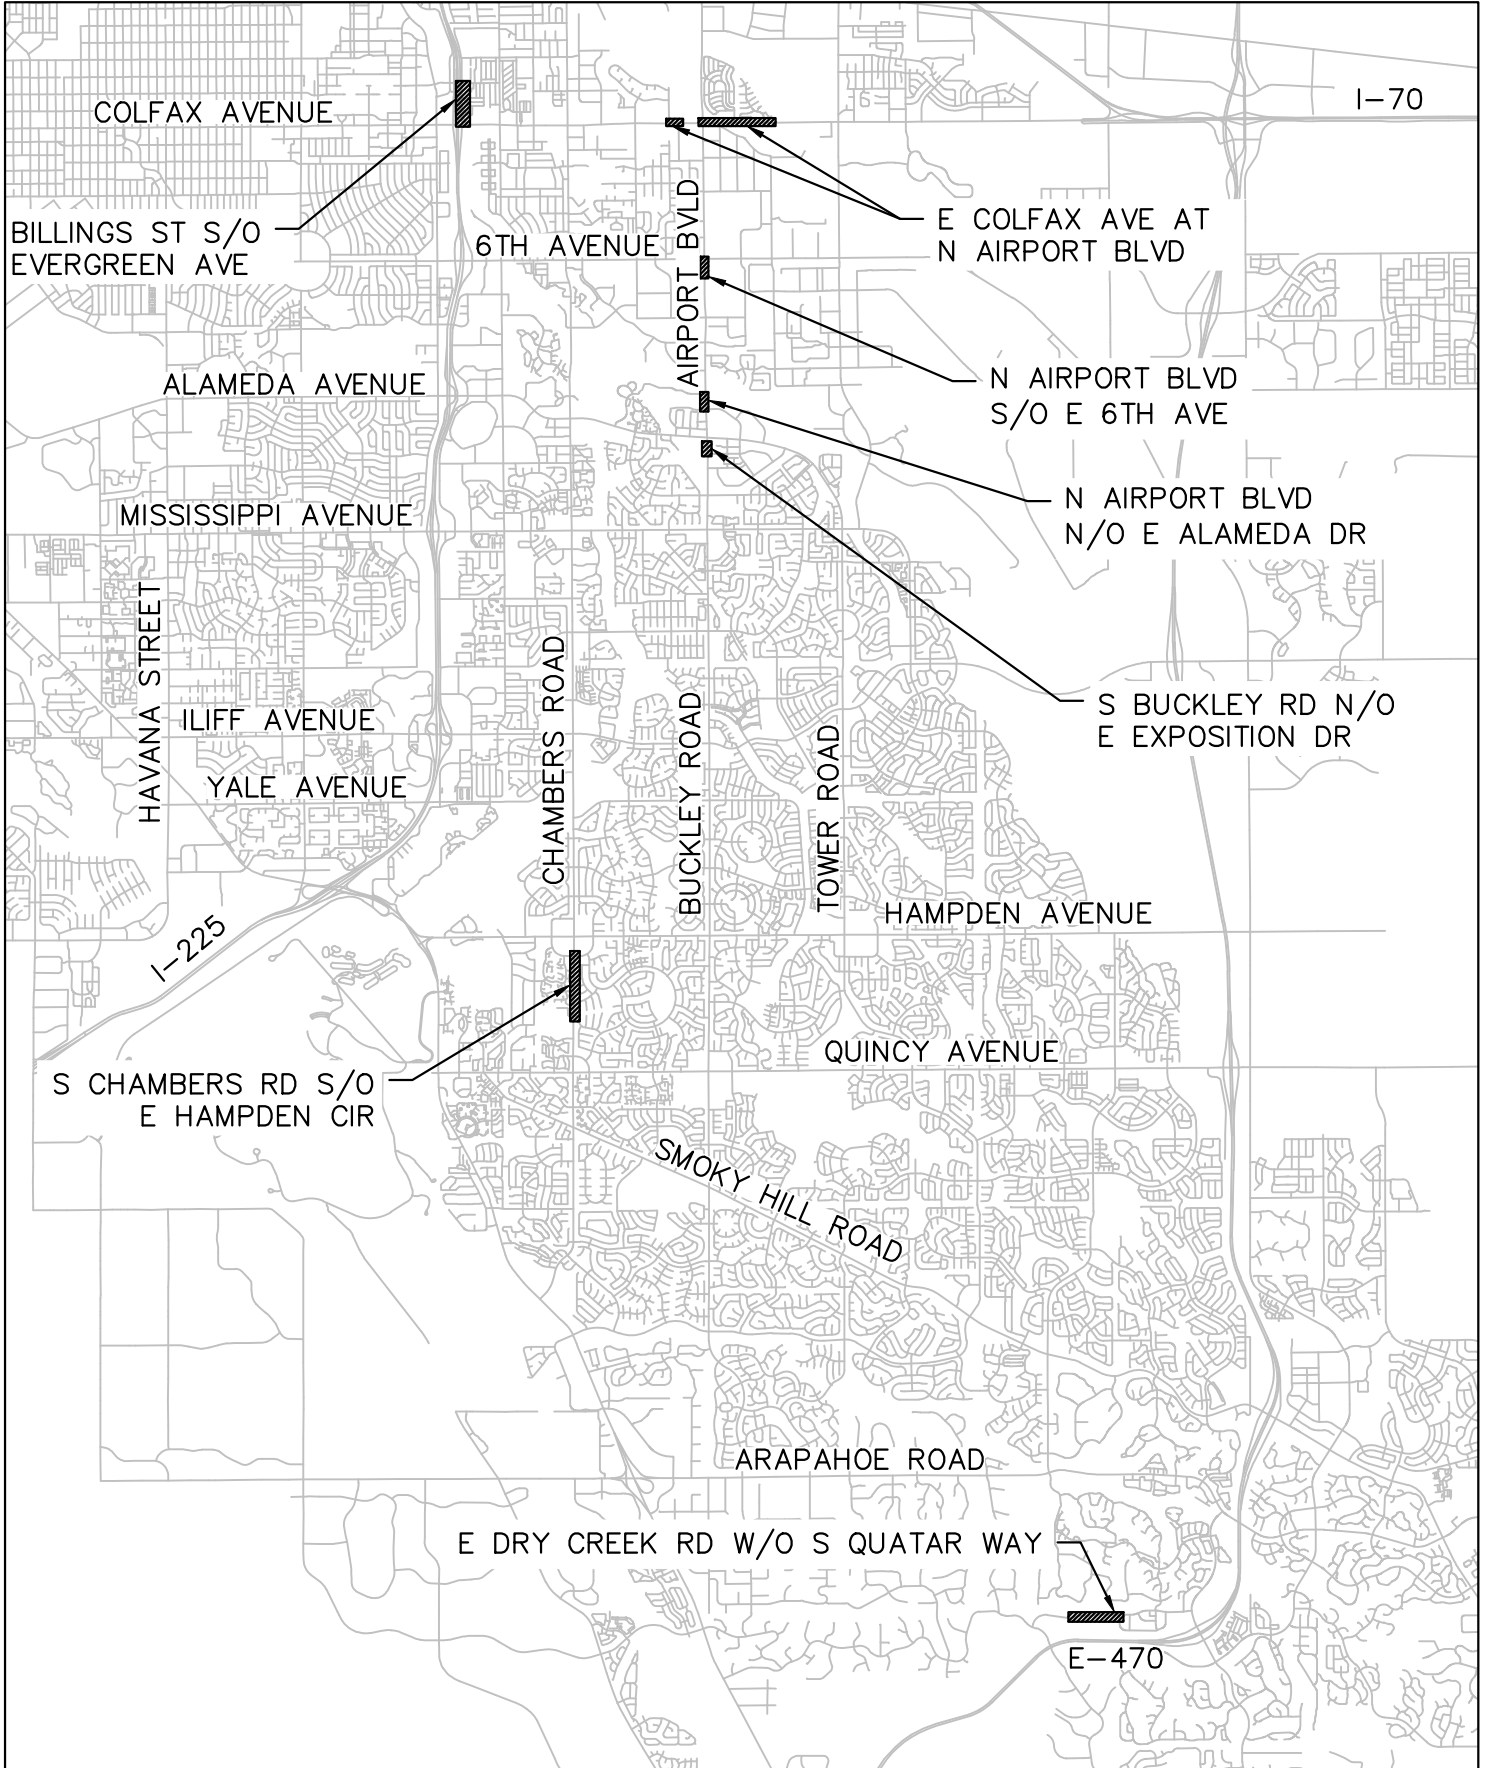 I-70
COLFAX AVENUE
BILLINGS ST S/O
EVERGREEN AVE
6TH AVENUE
AIRPORT BVLD
E COLFAX AVE AT
N AIRPORT BLVD
ALAMEDA AVENUE
N AIRPORT BLVD
S/O E 6TH AVE
MISSISSIPPI AVENUE
N AIRPORT BLVD
N/O E ALAMEDA DR
HAVANA STREET
ILIFF AVENUE
YALE AVENUE
CHAMBERS ROAD
BUCKLEY ROAD
TOWER ROAD
S BUCKLEY RD N/O
E EXPOSITION DR
HAMPDEN AVENUE
I-225
QUINCY AVENUE
S CHAMBERS RD S/O
E HAMPDEN CIR
SMOKY HILL ROAD
ARAPAHOE ROAD
E DRY CREEK RD W/O S QUATAR WAY
E-470